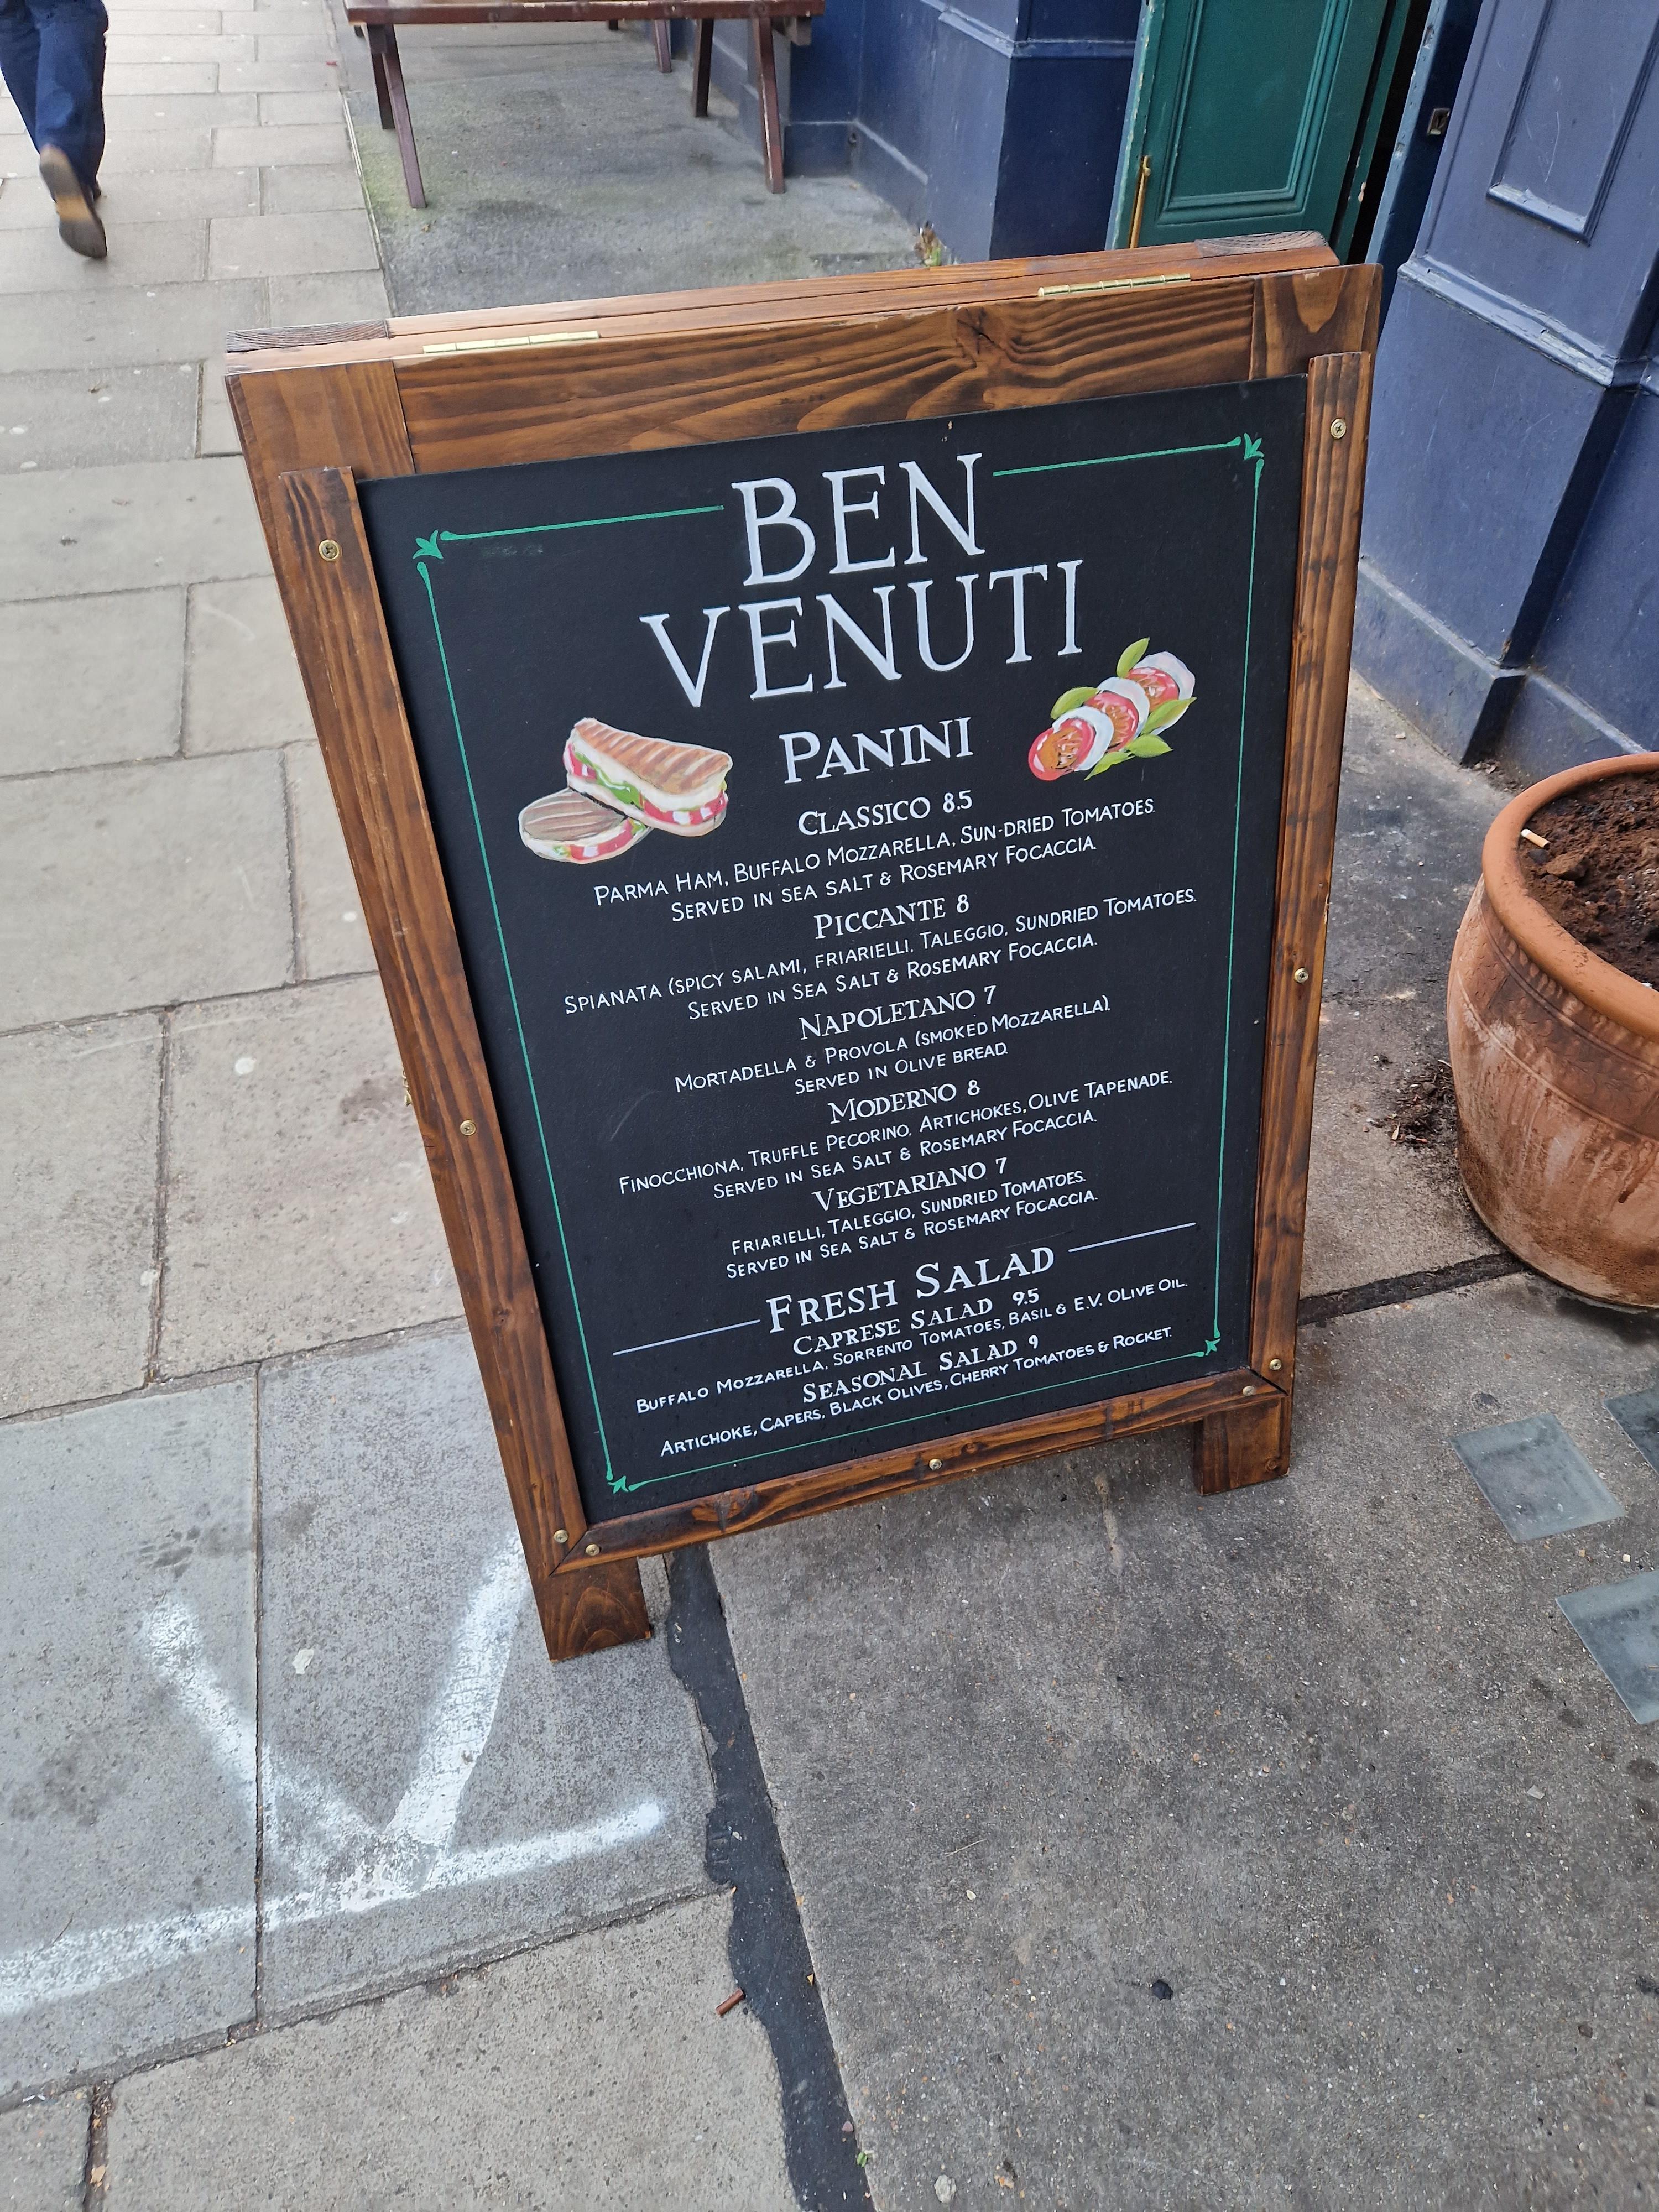 BEN
VENUTI
PANINI
CLASSICO 8.5
PARMA HAM, BUFFALO MOZZARELLA, SUN-DRIED TOMATOES.
SERVED IN SEA SALT & ROSEMARY FOCACCIA.
PICCANTE 8
SPIANATA (SPICY SALAMI, FRIARIELLI, TALEGGIO, SUNDRIED TOMATOES.
SERVED IN SEA SALT & ROSEMARY FOCACCIA.
NAPOLETANO 7
MORTADELLA & PROVOLA (SMOKED MOZZARELLA).
SERVED IN OLIVE BREAD.
MODERNO 8
FINOCCHIONA, TRUFFLE PECORINO, ARTICHOKES, OLIVE TAPENADE.
SERVED IN SEA SALT & ROSEMARY FOCACCIA.
VEGETARIANO 7
FRIARIELLI, TALEGGIO, SUNDRIED TOMATOES.
SERVED IN SEA SALT & ROSEMARY FOCACCIA.
FRESH SALAD
CAPRESE SALAD 9.5
BUFFALO MOZZARELLA, SORRENTO TOMATOES, BASIL & E.V. OLIVE OIL.
SEASONAL SALAD 9
ARTICHOKE, CAPERS, BLACK OLIVES, CHERRY TOMATOES & ROCKET.